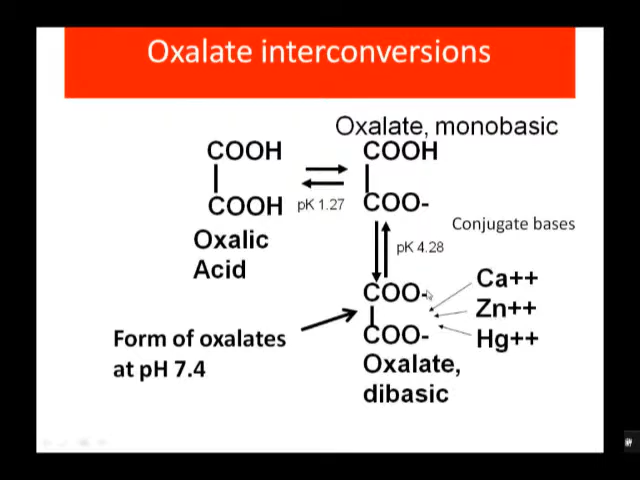 Oxalate interconversions
Oxalate, monobasic
COOH
COOH
COOH
pK 1.27
COO-
Oxalic
Acid
Conjugate bases
pK 4.28
COO-
Ca++
Zn++
COO-
Hg++
Form of oxalates
at pH 7.4
Oxalate,
dibasic